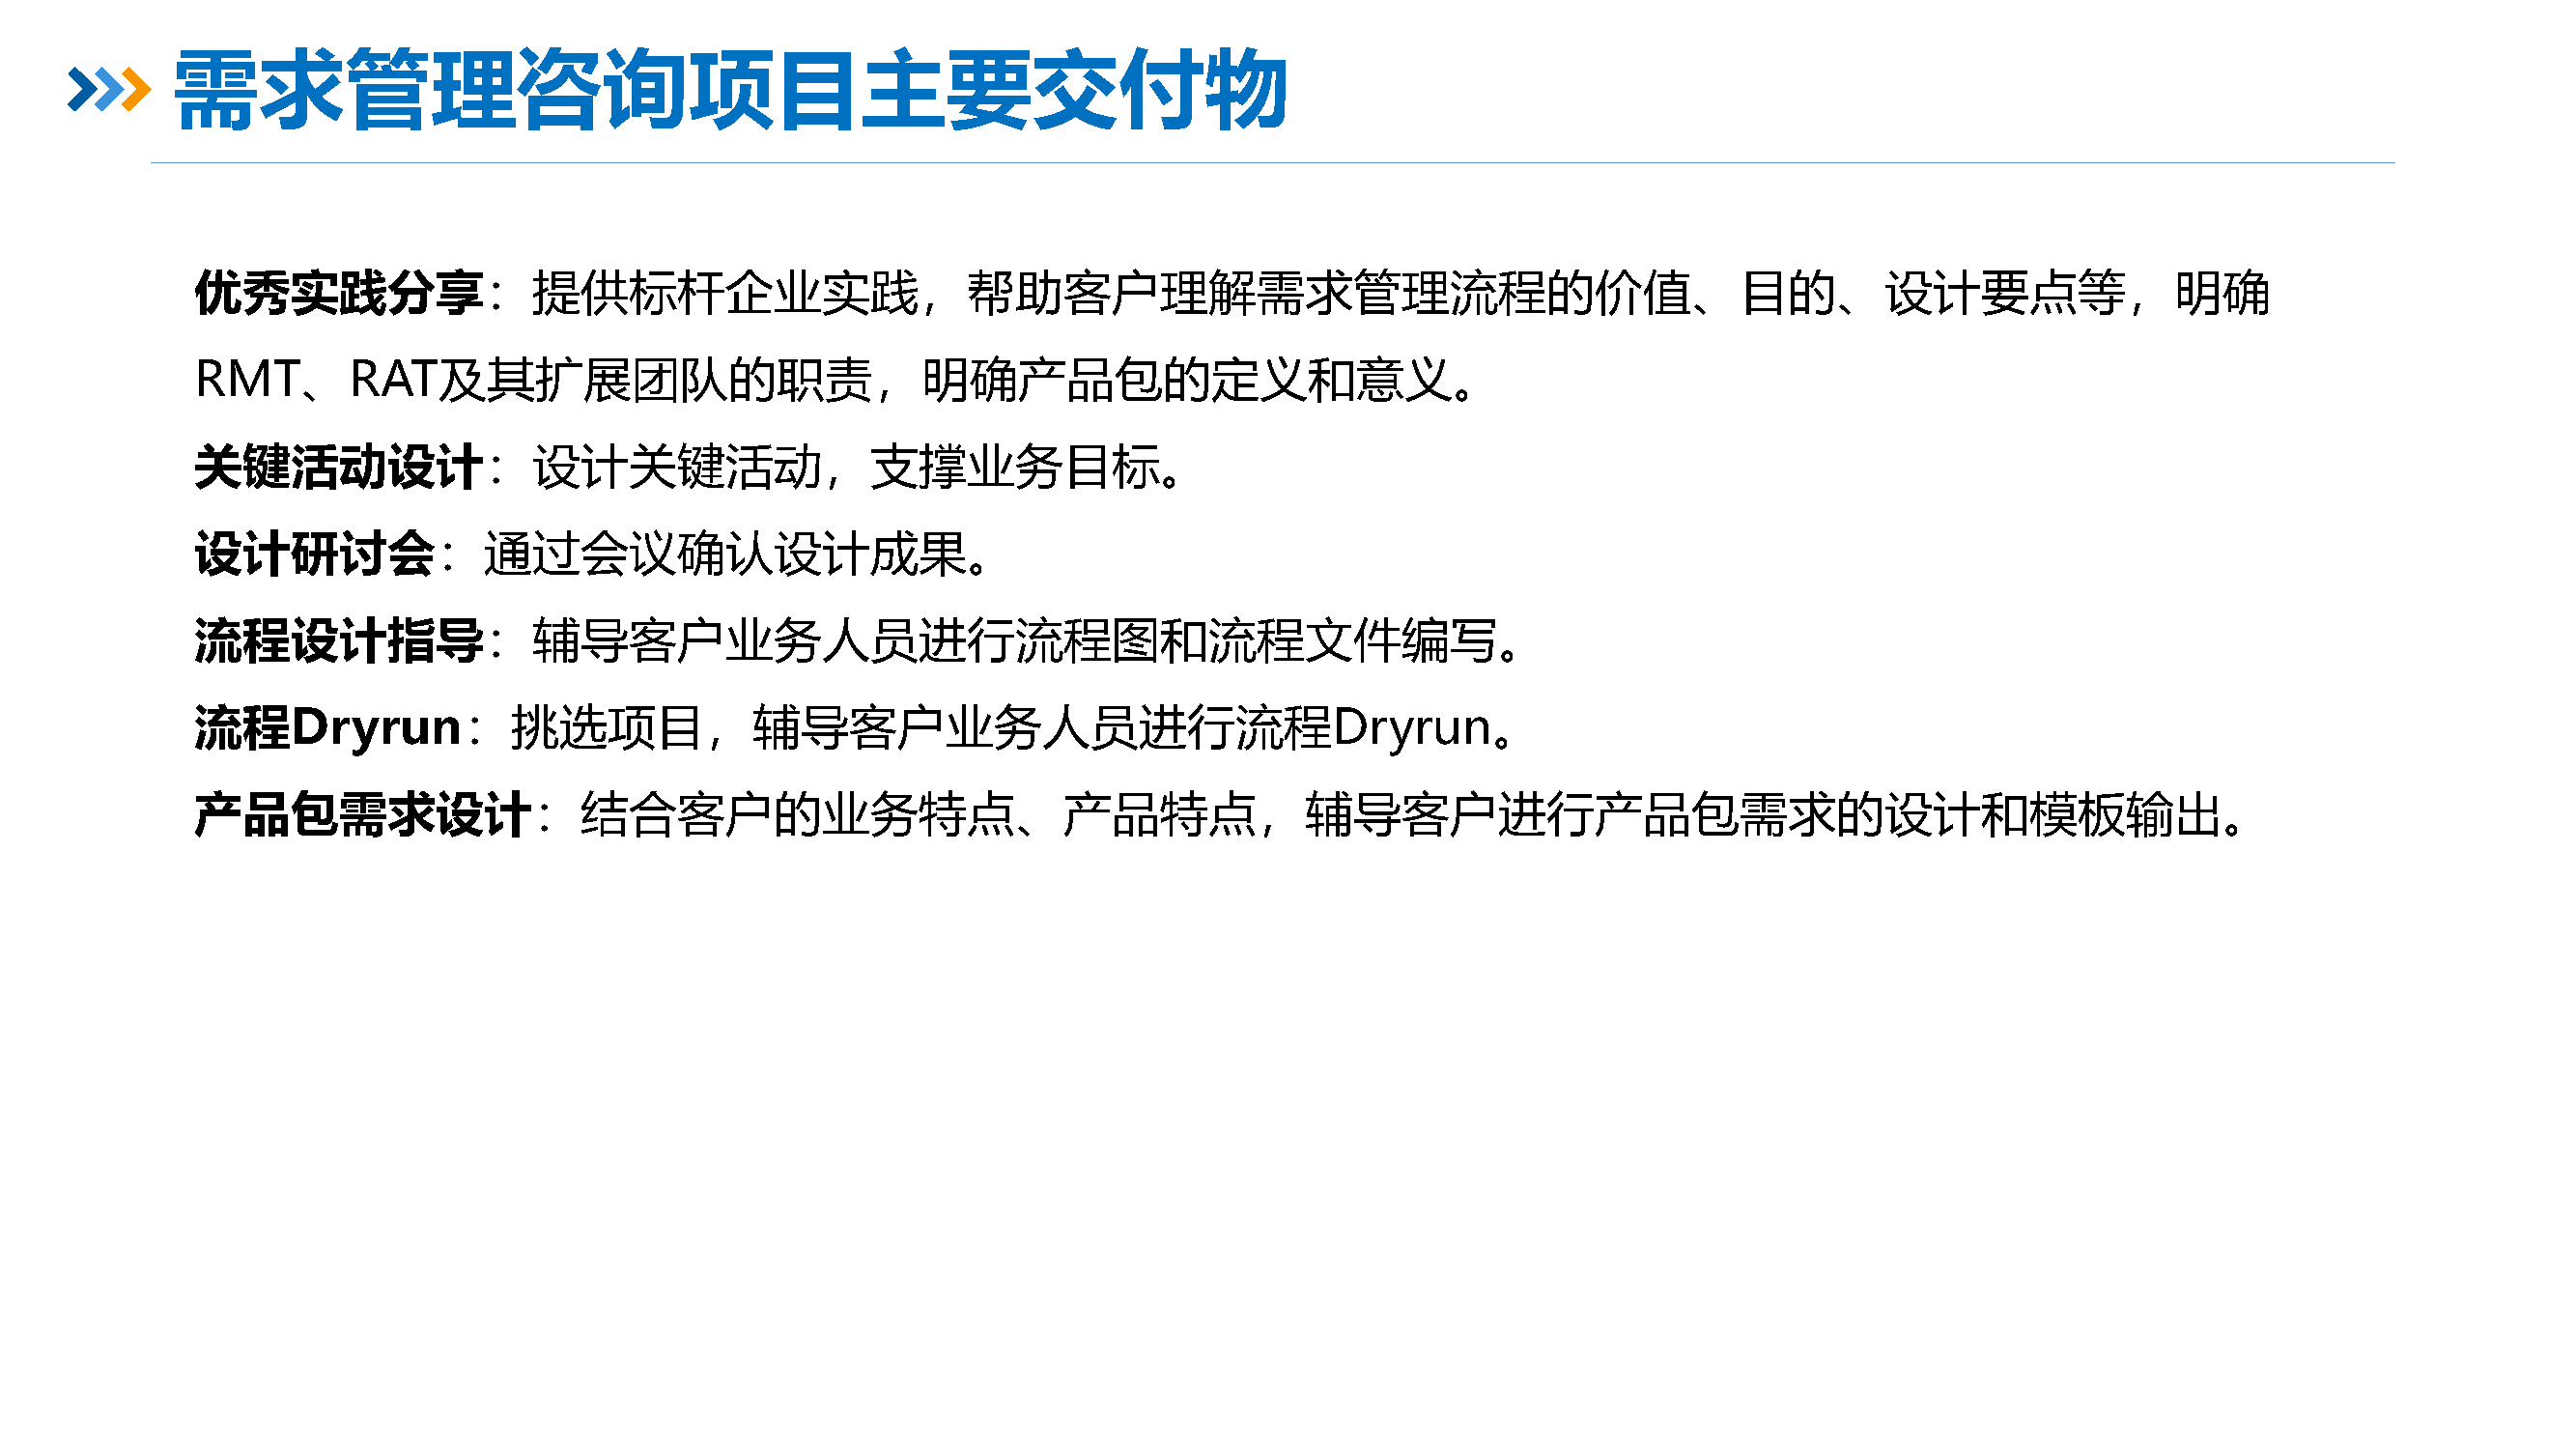 需求管理咨询项目主要交付物
优秀实践分享：提供标杆企业实践，帮助客户理解需求管理流程的价值、目的、设计要点等，明确
RMT、RAT及其扩展团队的职责，明确产品包的定义和意义。
关键活动设计：设计关键活动，支撑业务目标。
设计研讨会：通过会议确认设计成果。
流程设计指导：辅导客户业务人员进行流程图和流程文件编写。
流程Dryrun：挑选项目，辅导客户业务人员进行流程Dryrun。
产品包需求设计：结合客户的业务特点、产品特点，辅导客户进行产品包需求的设计和模板输出。